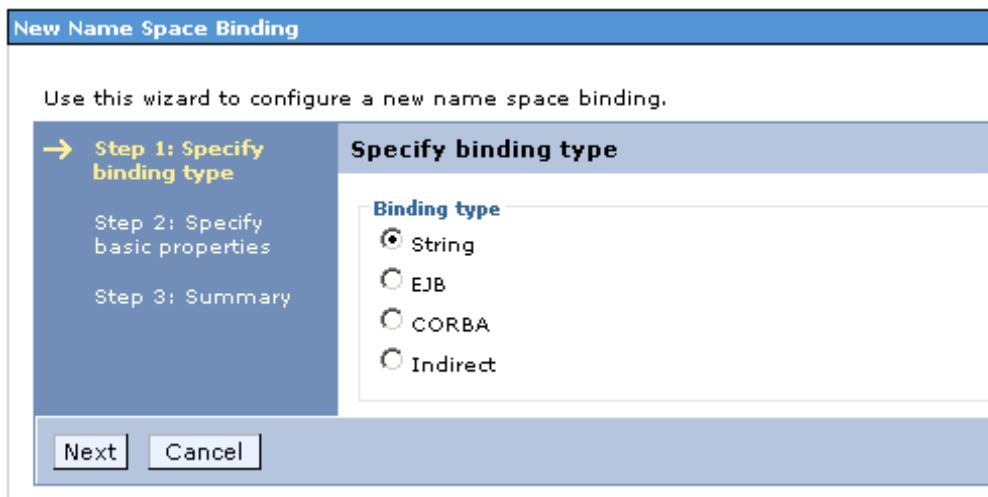 New Name Space Binding
Use this wizard to configure a new name space binding.
→ Step 1: Specify
binding type
Step 2: Specify
basic properties
Step 3: Summary
Specify binding type
Binding type
String
EJB
CORBA
Indirect
Next Cancel